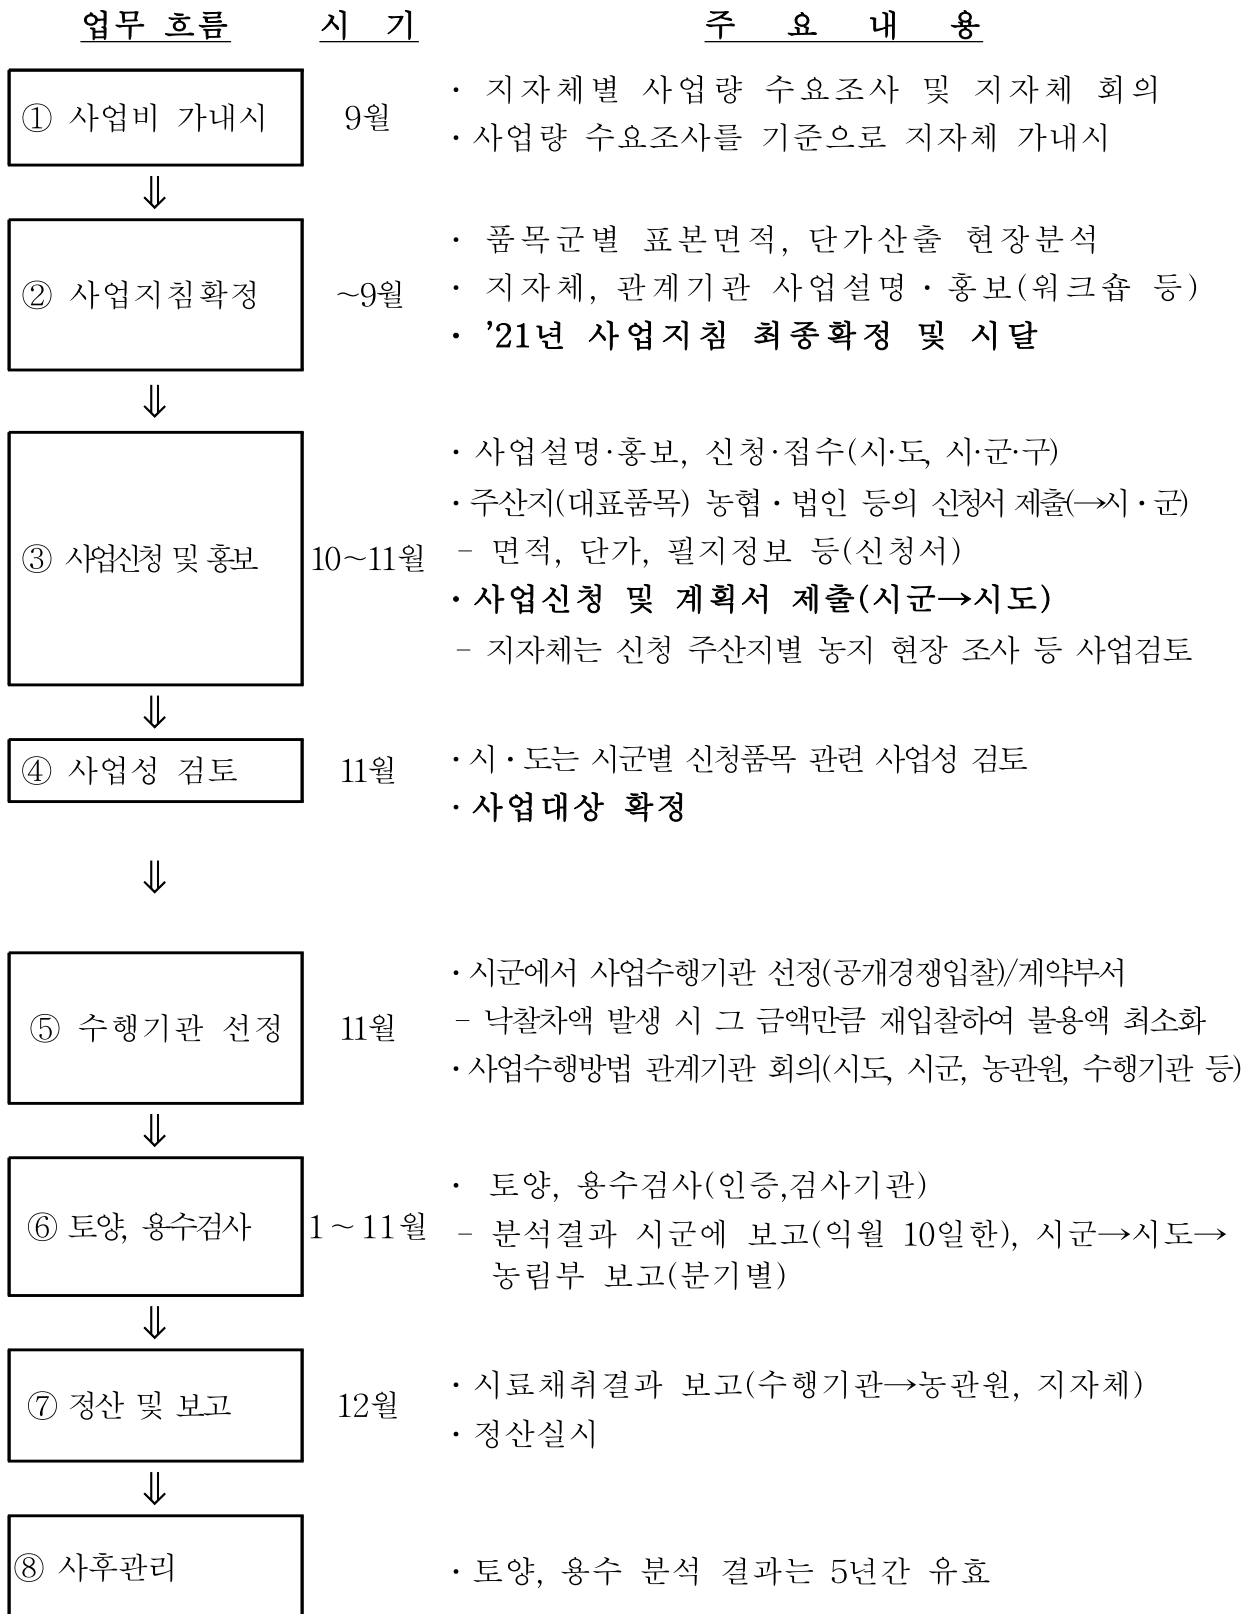 업무 흐름 시 기 주 요 내 용
① 사업비 가내시 9월
· 지자체별 사업량 수요조사 및 지자체 회의
· 사업량 수요조사를 기준으로 지자체 가내시
⇓
② 사업지침확정 ~9월
· 품목군별 표본면적, 단가산출 현장분석
· 지자체, 관계기관 사업설명·홍보(워크숍 등)
· ’21년 사업지침 최종확정 및 시달
⇓
③ 사업신청 및 홍보 10~11월
· 사업설명·홍보, 신청·접수(시·도, 시·군·구)
· 주산지(대표품목) 농협·법인 등의 신청서 제출(→시·군)
- 면적, 단가, 필지정보 등(신청서)
· 사업신청 및 계획서 제출(시군→시도)
- 지자체는 신청 주산지별 농지 현장 조사 등 사업검토
⇓
④ 사업성 검토 11월
· 시·도는 시군별 신청품목 관련 사업성 검토
· 사업대상 확정
⇓
⑤ 수행기관 선정 11월
· 시군에서 사업수행기관 선정(공개경쟁입찰)/계약부서
- 낙찰차액 발생 시 그 금액만큼 재입찰하여 불용액 최소화
· 사업수행방법 관계기관 회의(시도, 시군, 농관원, 수행기관 등)
⇓
⑥ 토양, 용수검사 1~11월
· 토양, 용수검사(인증,검사기관)
- 분석결과 시군에 보고(익월 10일한), 시군→시도→
농림부 보고(분기별)
⇓
⑦ 정산 및 보고 12월
· 시료채취결과 보고(수행기관→농관원, 지자체)
· 정산실시
⇓
⑧ 사후관리
· 토양, 용수 분석 결과는 5년간 유효